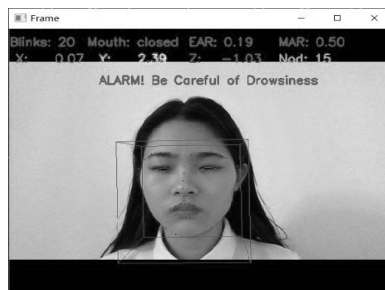 Frame
Blinks: 20 Mouth: closed EAR: 0.19 MAR: 0.50
X: 0.07 Y: 2.39 Z: -1.03 Nod: 15
ALARM! Be Careful of Drowsiness